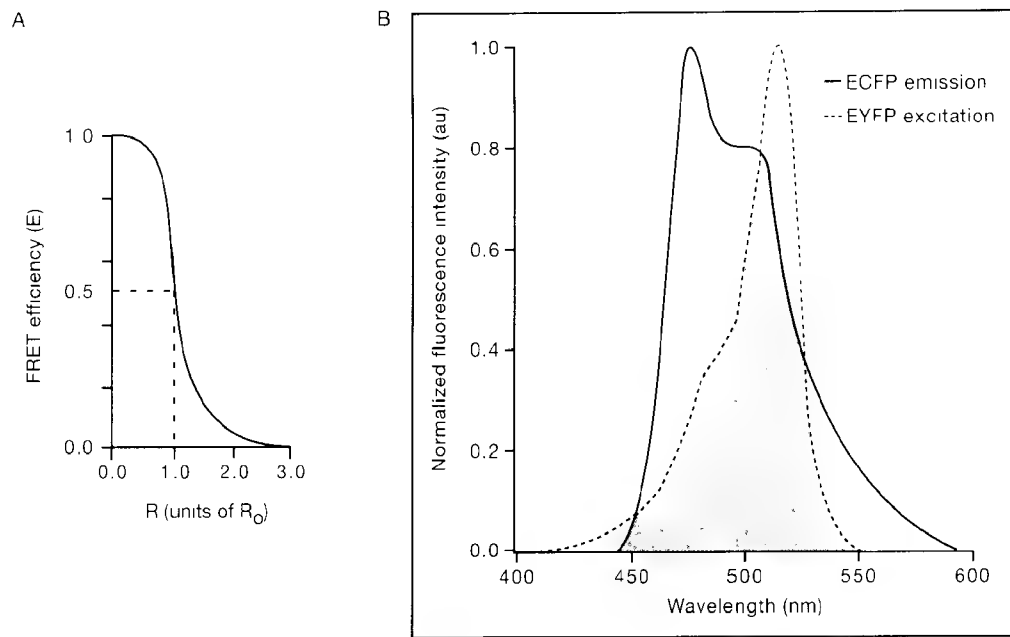 A
B
FRET efficiency (E)
1 0
0.5
0.0
0.0 1.0 2.0 3.0
R (units of R0)
Normalized fluorescence intensity (au)
1.0
0.8
0.6
0.4
0.2
0.0
400 450 500 550 600
Wavelength (nm)
ECFP emission
EYFP excitation